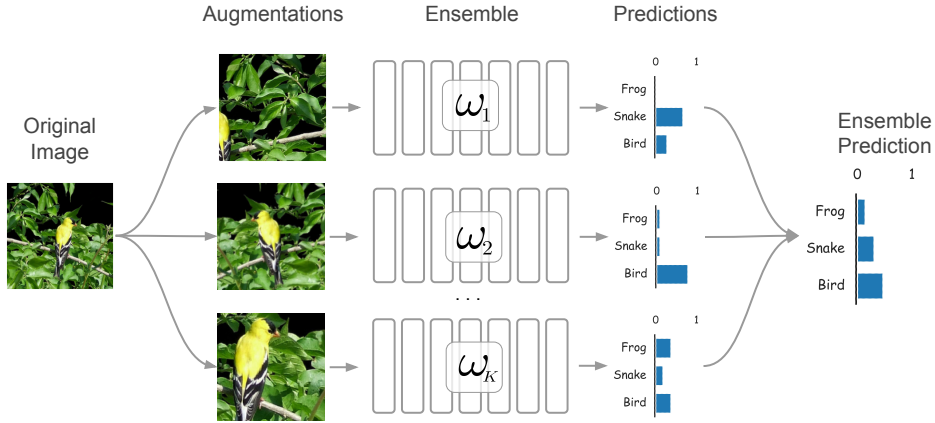 Augmentations
Ensemble
Predictions
Original
Image
ω1
0 1
Frog
Snake
Bird
ω2
0 1
Frog
Snake
Bird
...
ωK
0 1
Frog
Snake
Bird
Ensemble
Prediction
0 1
Frog
Snake
Bird